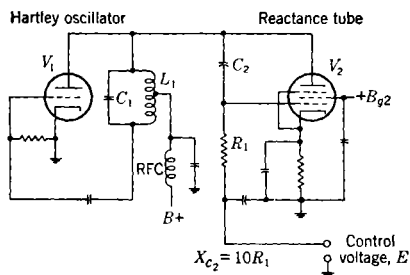 Hartley oscillator
Reactance tube
V1
V2
C1
L1
C2
+Bg2
R1
RFC
B+
XC2 = 10R1
Control
voltage, E